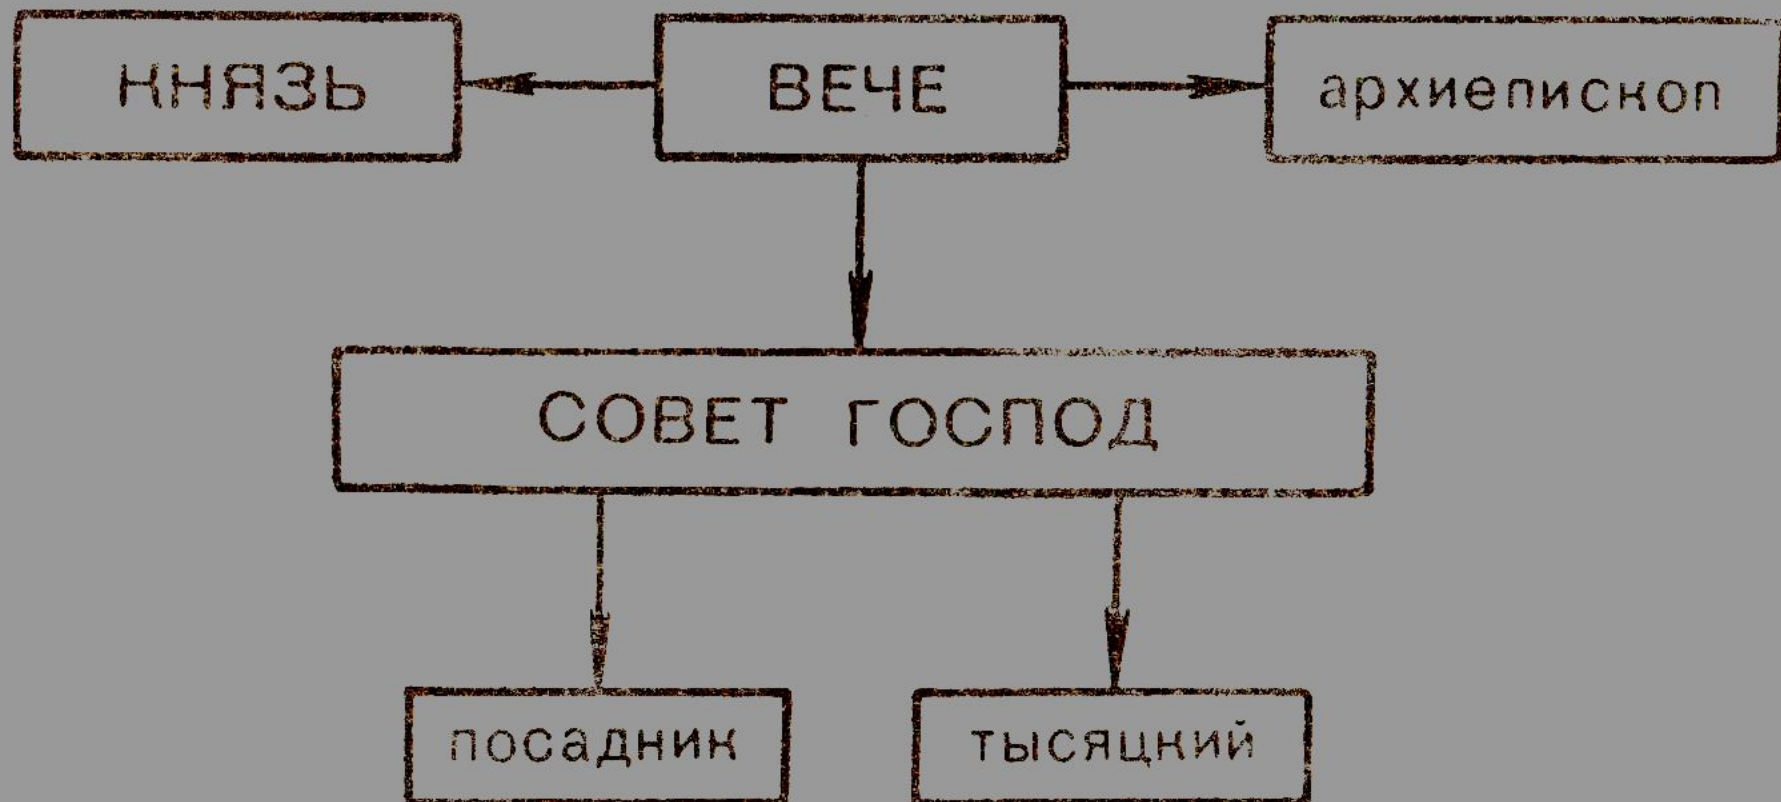 КНЯЗЬ
ВЕЧЕ
архиепископ
СОВЕТ ГОСПОД
посадник
тысяцкий